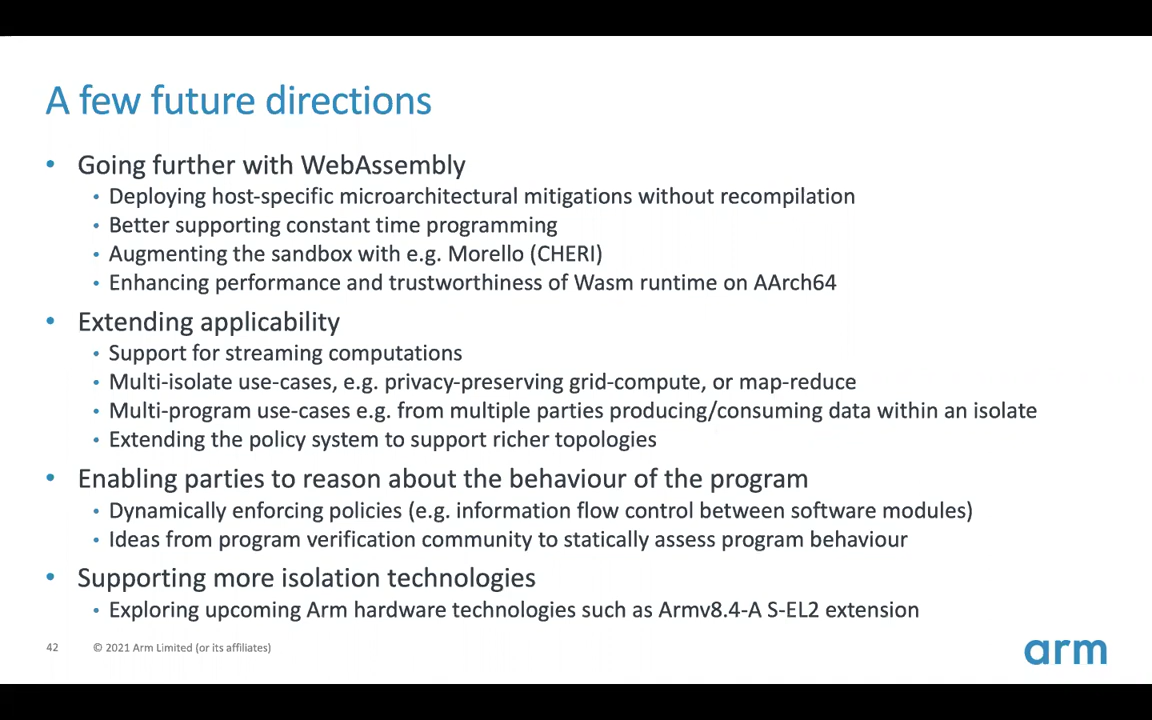 A few future directions
• Going further with WebAssembly
• Deploying host-specific microarchitectural mitigations without recompilation
• Better supporting constant time programming
• Augmenting the sandbox with e.g. Morello (CHERI)
• Enhancing performance and trustworthiness of Wasm runtime on AArch64
• Extending applicability
• Support for streaming computations
• Multi-isolate use-cases, e.g. privacy-preserving grid-compute, or map-reduce
• Multi-program use-cases e.g. from multiple parties producing/consuming data within an isolate
• Extending the policy system to support richer topologies
• Enabling parties to reason about the behaviour of the program
• Dynamically enforcing policies (e.g. information flow control between software modules)
• Ideas from program verification community to statically assess program behaviour
• Supporting more isolation technologies
• Exploring upcoming Arm hardware technologies such as Armv8.4-A S-EL2 extension
42 © 2021 Arm Limited (or its affiliates)
arm